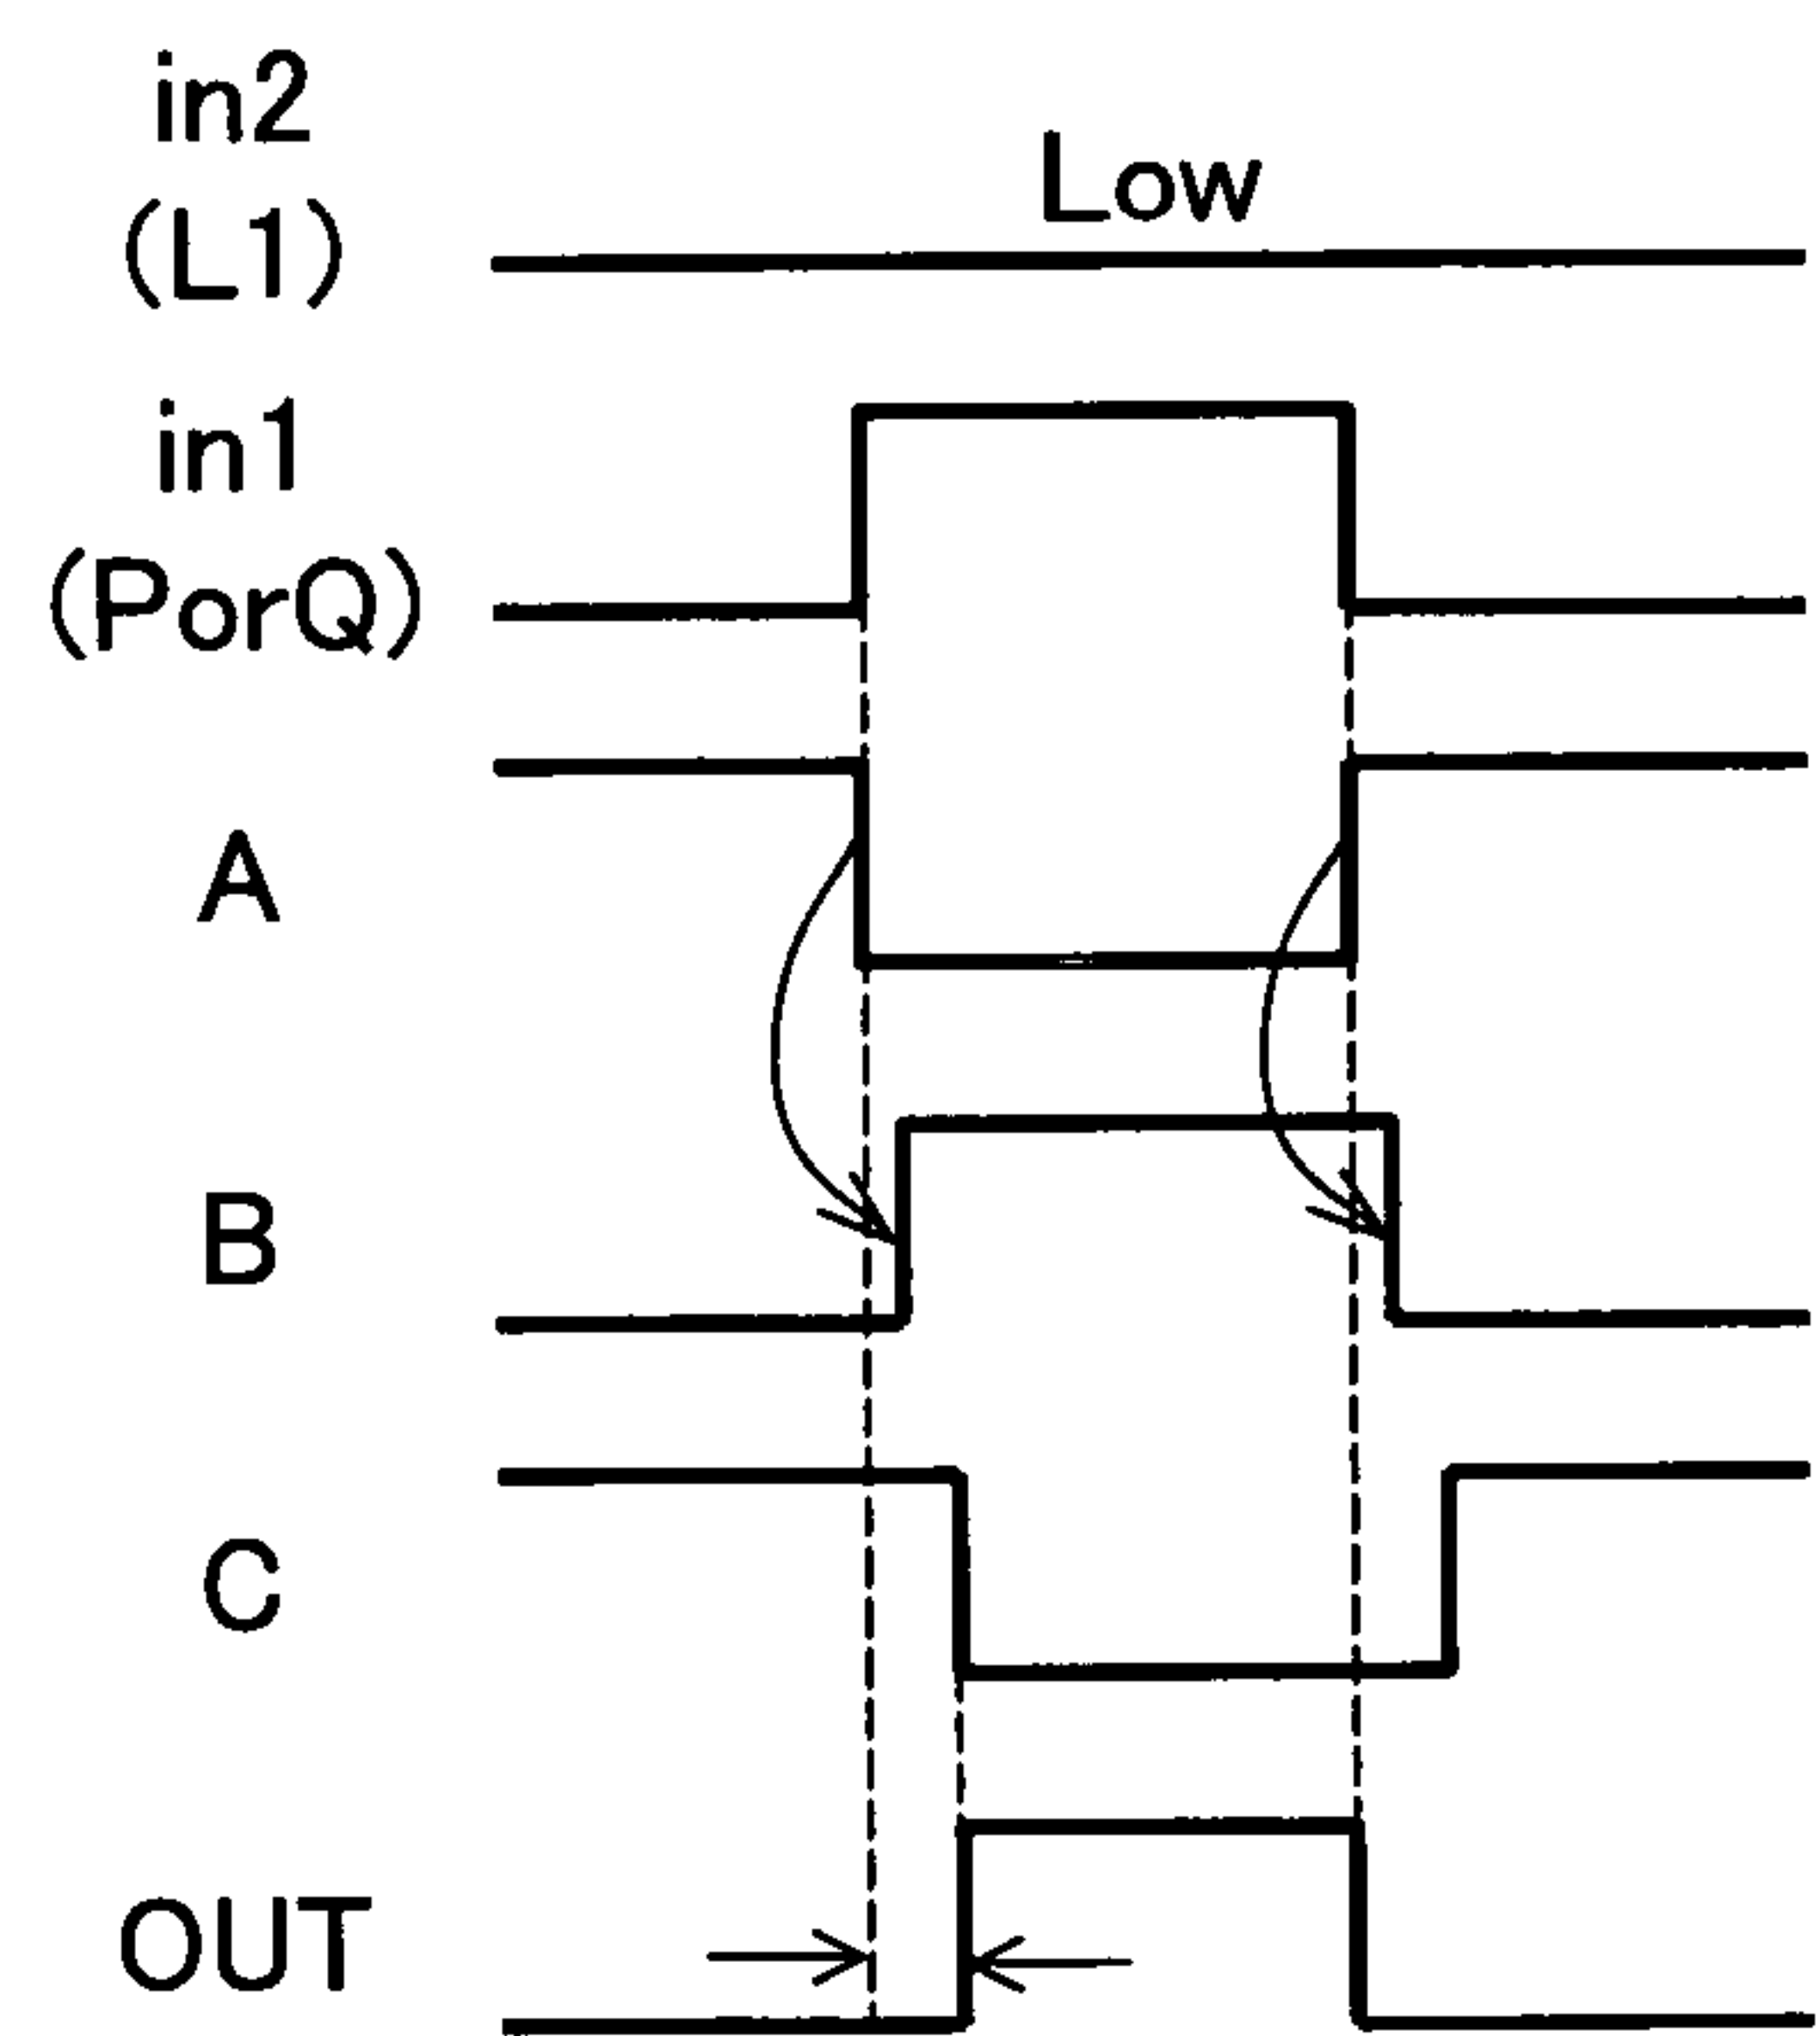 in2
(L1)
Low
in1
(PorQ)
A
B
C
OUT